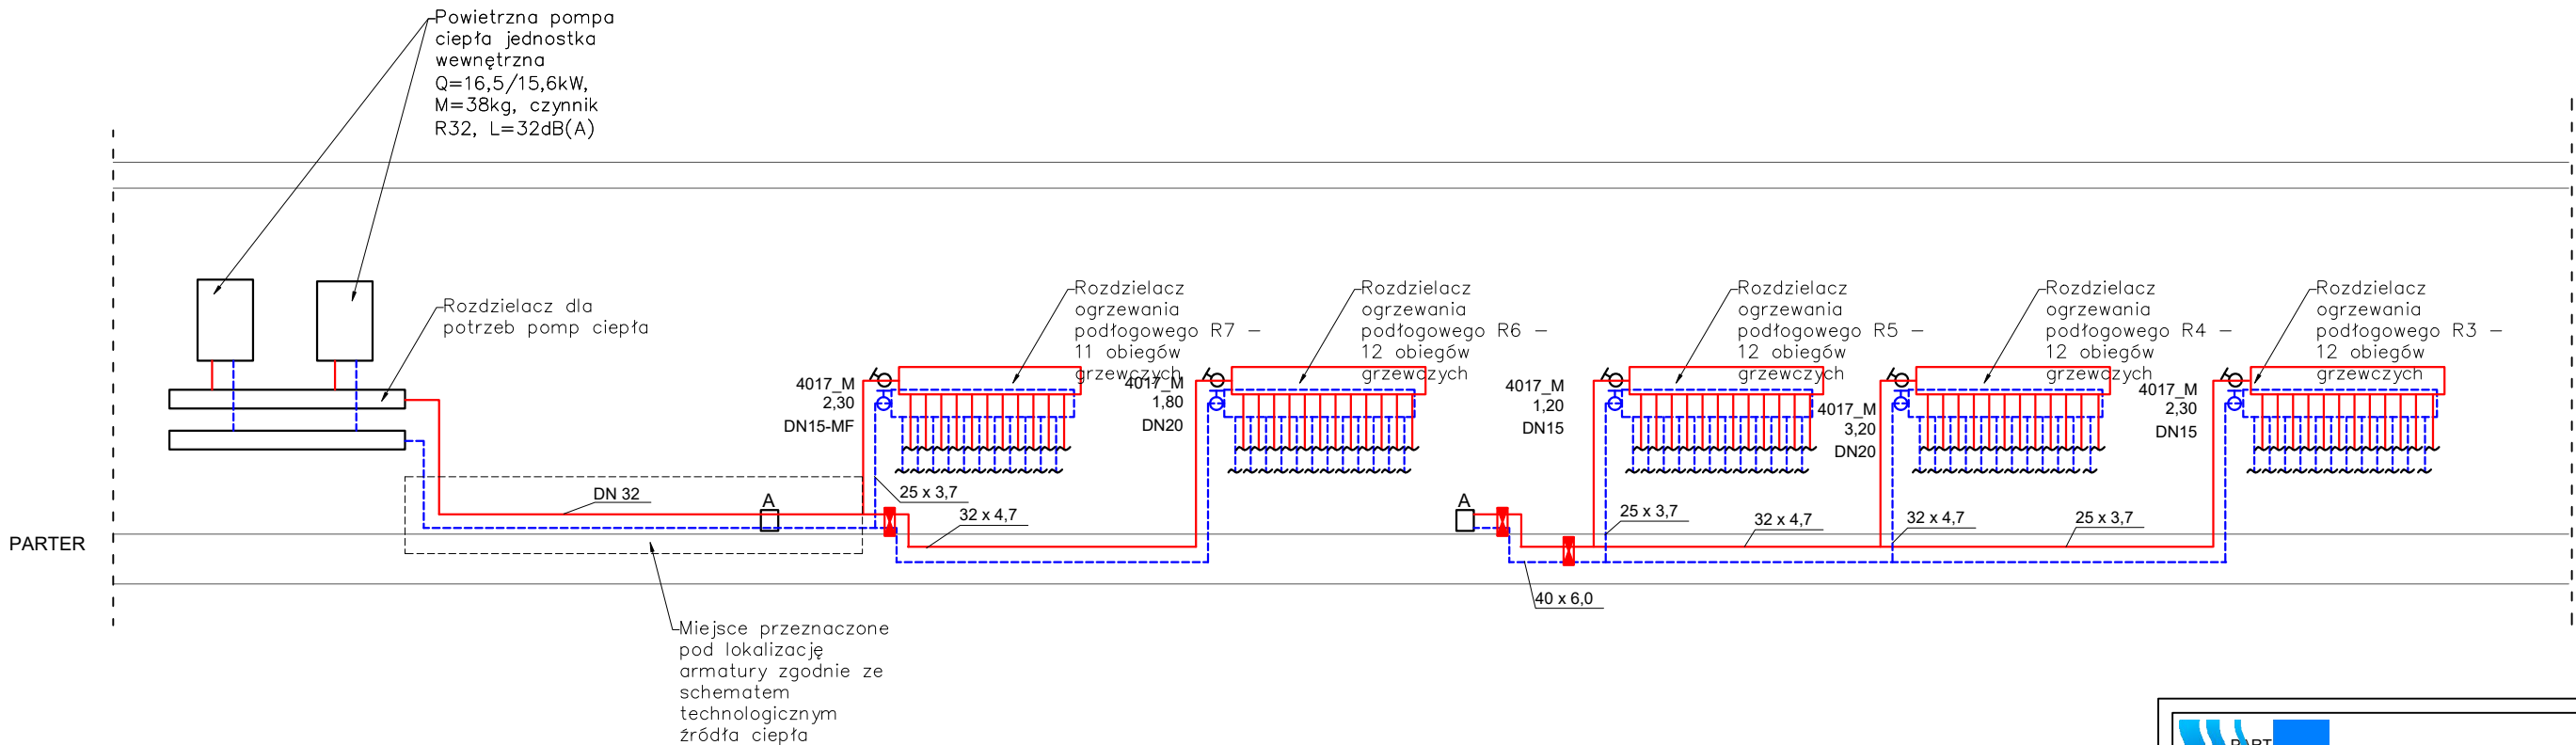 Powietrzna pompa
ciepła jednostka
wewnętrzna
Q=16,5/15,6kW,
M=38kg, czynnik
R32, L=32dB(A)
Rozdzielacz dla
potrzeb pomp ciepła
Rozdzielacz
ogrzewania
podłogowego R7 –
11 obiegów
grzewczych
Rozdzielacz
ogrzewania
podłogowego R6 –
12 obiegów
grzewczych
Rozdzielacz
ogrzewania
podłogowego R5 –
12 obiegów
grzewczych
Rozdzielacz
ogrzewania
podłogowego R4 –
12 obiegów
grzewczych
Rozdzielacz
ogrzewania
podłogowego R3 –
12 obiegów
grzewczych
4017_M
2,30
DN15-MF
4017_M
1,80
DN20
4017_M
1,20
DN15
4017_M
3,20
DN20
4017_M
2,30
DN15
DN 32
A
25 x 3,7
32 x 4,7
A
25 x 3,7
32 x 4,7
32 x 4,7
25 x 3,7
40 x 6,0
PARTER
Miejsce przeznaczone
pod lokalizację
armatury zgodnie ze
schematem
technologicznym
źródła ciepła